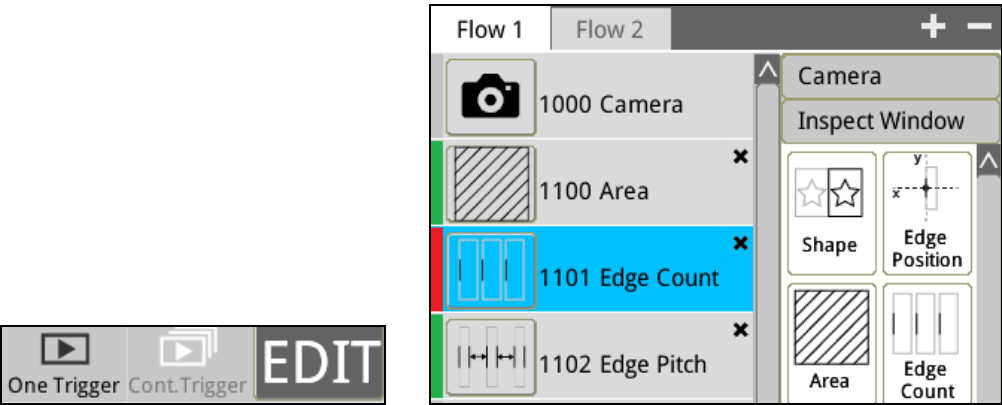 One Trigger
Cont.Trigger
EDIT
Flow 1
Flow 2
+ −
1000 Camera
1100 Area
1101 Edge Count
1102 Edge Pitch
Camera
Inspect Window
Shape
y
x
Edge
Position
Area
Edge
Count